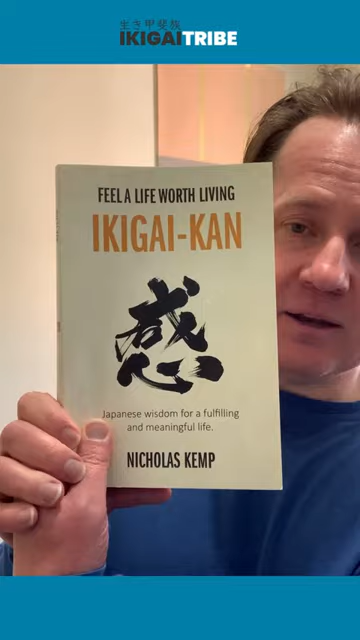 生き甲斐族
IKIGAITRIBE
FEEL A LIFE WORTH LIVING
IKIGAI-KAN
感
Japanese wisdom for a fulfilling
and meaningful life.
NICHOLAS KEMP